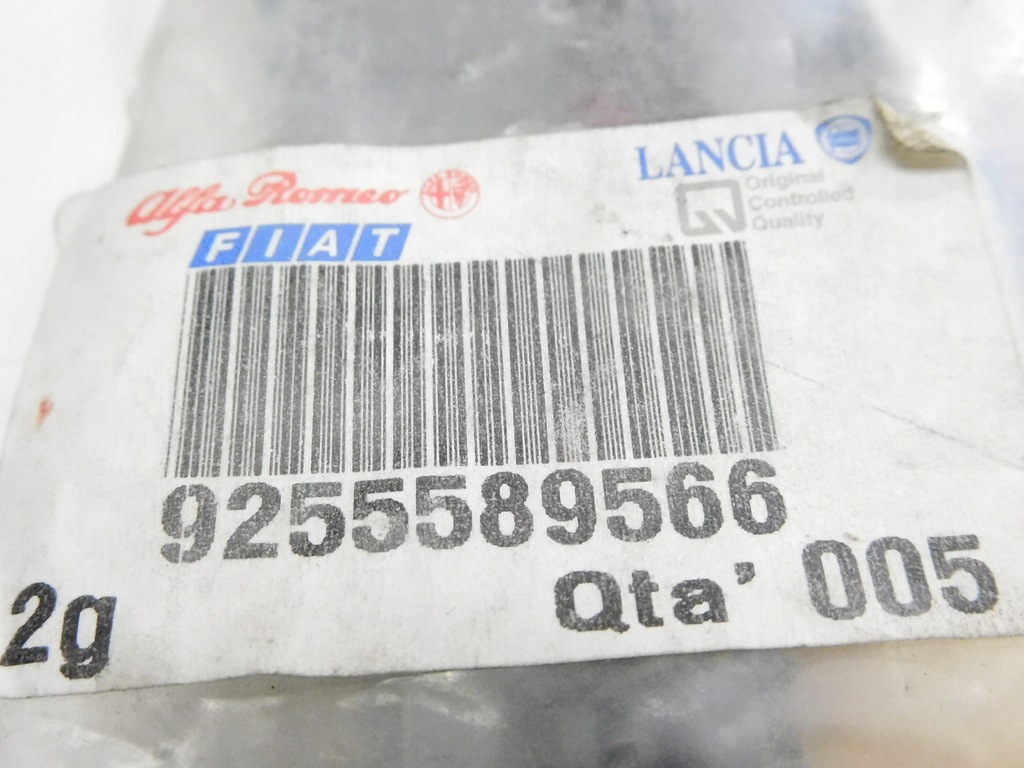 Alfa Romeo
LANCIA
FIAT
Original
Controlled
Quality
9255589566
2g Qta' 005